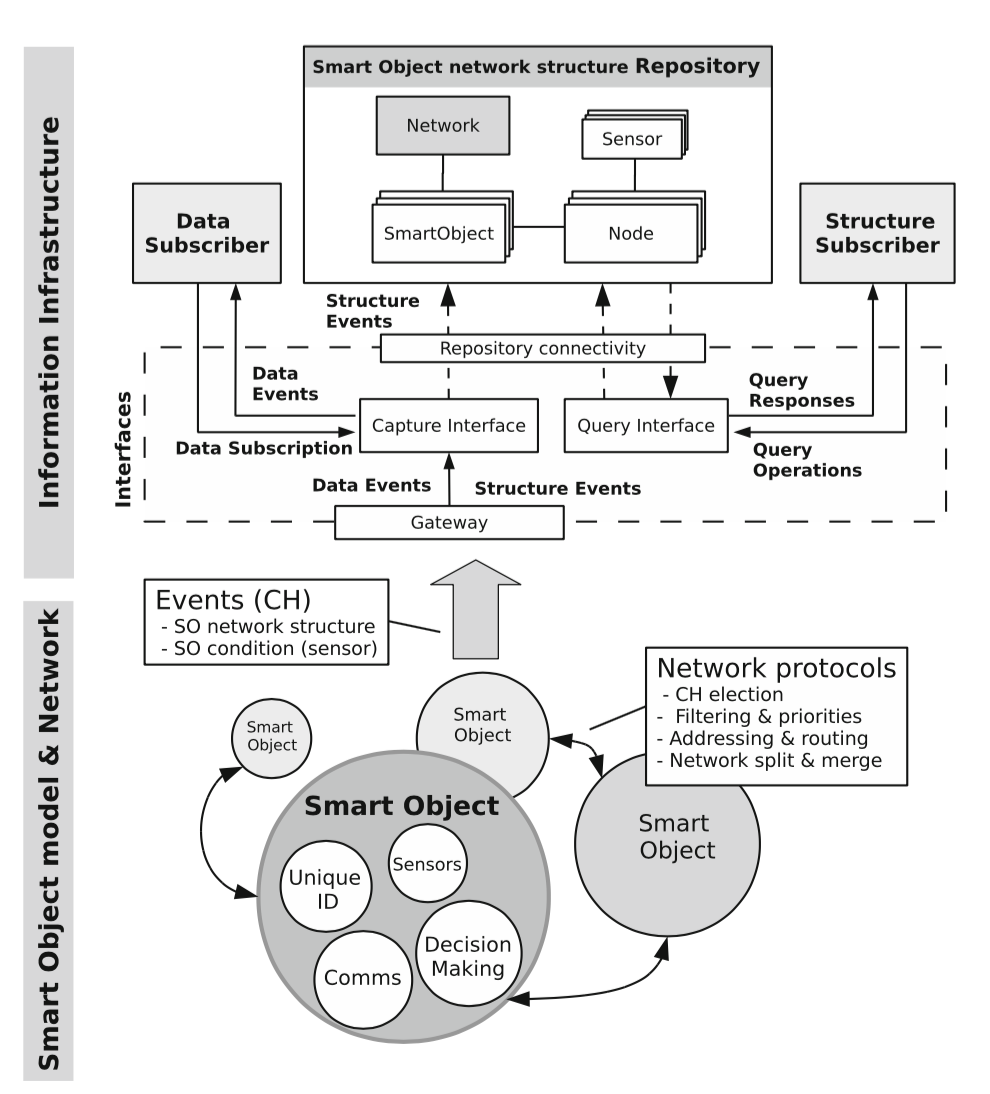 Information Infrastructure
Smart Object network structure Repository
Network
Sensor
SmartObject
Node
Data
Subscriber
Structure
Subscriber
Structure
Events
Repository connectivity
Interfaces
Data
Events
Query
Responses
Capture Interface
Query Interface
Data Subscription
Query
Operations
Data Events
Structure Events
Gateway
Smart Object model & Network
Events (CH)
- SO network structure
- SO condition (sensor)
Network protocols
- CH election
- Filtering & priorities
- Addressing & routing
- Network split & merge
Smart
Object
Smart
Object
Smart
Object
Smart Object
Unique
ID
Sensors
Comms
Decision
Making